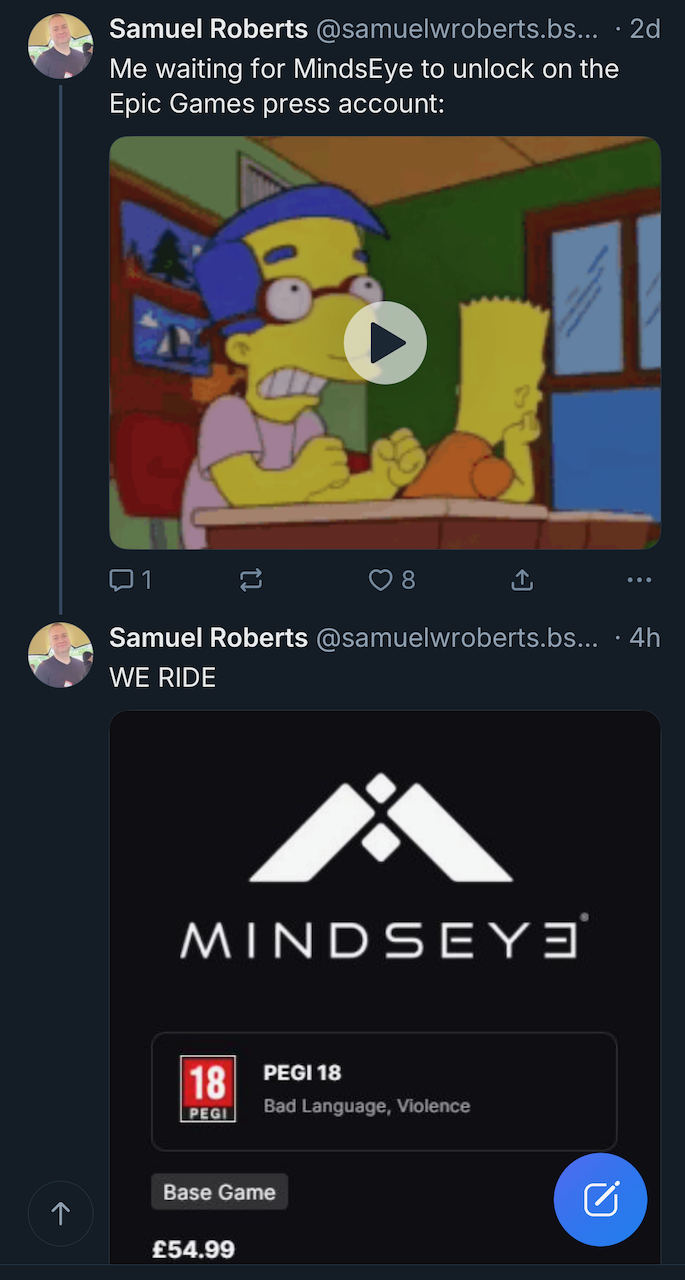 Samuel Roberts @samuelwroberts.bs... · 2d
Me waiting for MindsEye to unlock on the
Epic Games press account:
1
8
Samuel Roberts @samuelwroberts.bs... · 4h
WE RIDE
MINDSEYE
18
PEGI
PEGI 18
Bad Language, Violence
Base Game
£54.99